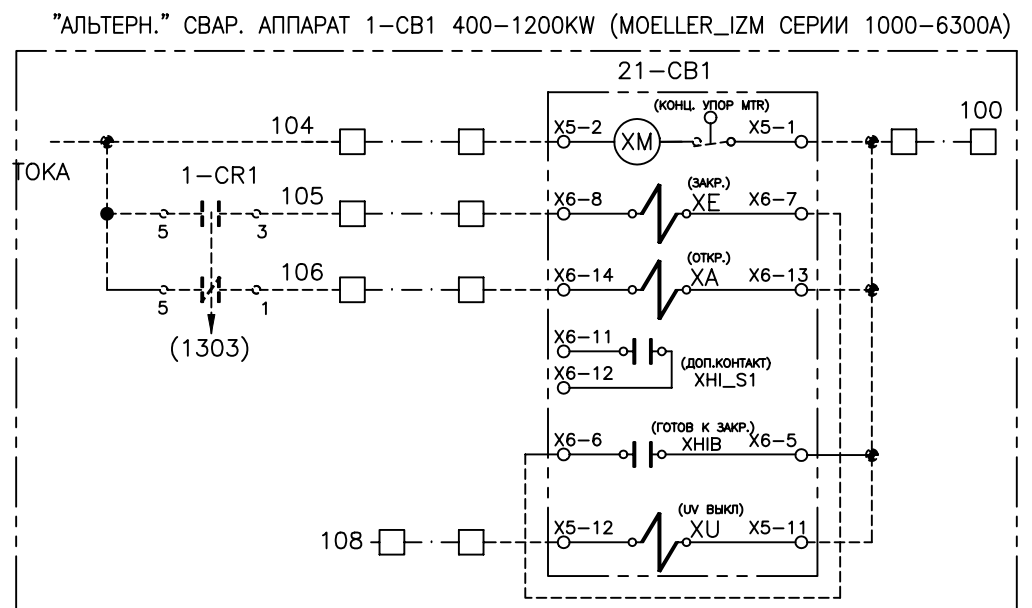 "АЛЬТЕРН." СВАР. АППАРАТ 1-СВ1 400-1200KW (MOELLER_IZM СЕРИИ 1000-6300А)
21-СВ1
(КОНЦ. УПОР MTR)
104 X5-2 XM X5-1 100
ТОКА
1-CR1
(ЗАКР.)
105 X6-8 XE X6-7
5 3
(ОТКР.)
106 X6-14 XA X6-13
5 1
(1303)
X6-11
(ДОП.КОНТАКТ)
X6-12 XHI_S1
(ГОТОВ К ЗАКР.)
X6-6 XHIB X6-5
(UV ВЫКЛ)
108 X5-12 XU X5-11